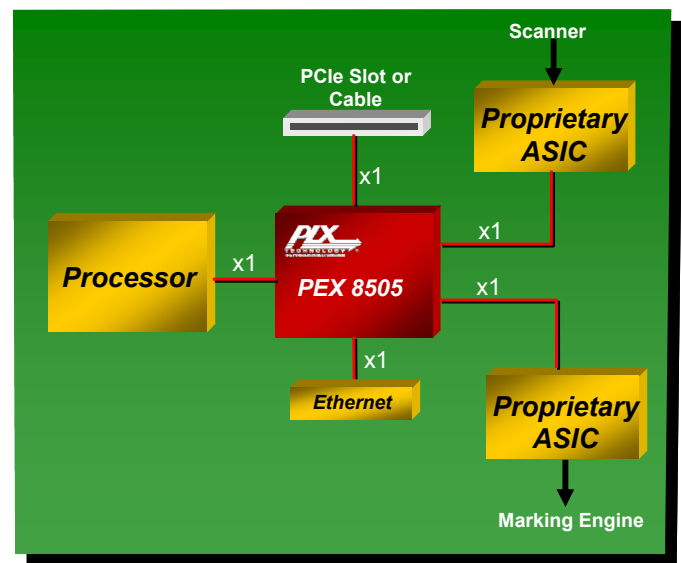 Scanner
PCIe Slot or
Cable
Proprietary
ASIC
x1
x1
PLX
TECHNOLOGY
Processor
x1
PEX 8505
x1
x1
Ethernet
Proprietary
ASIC
Marking Engine